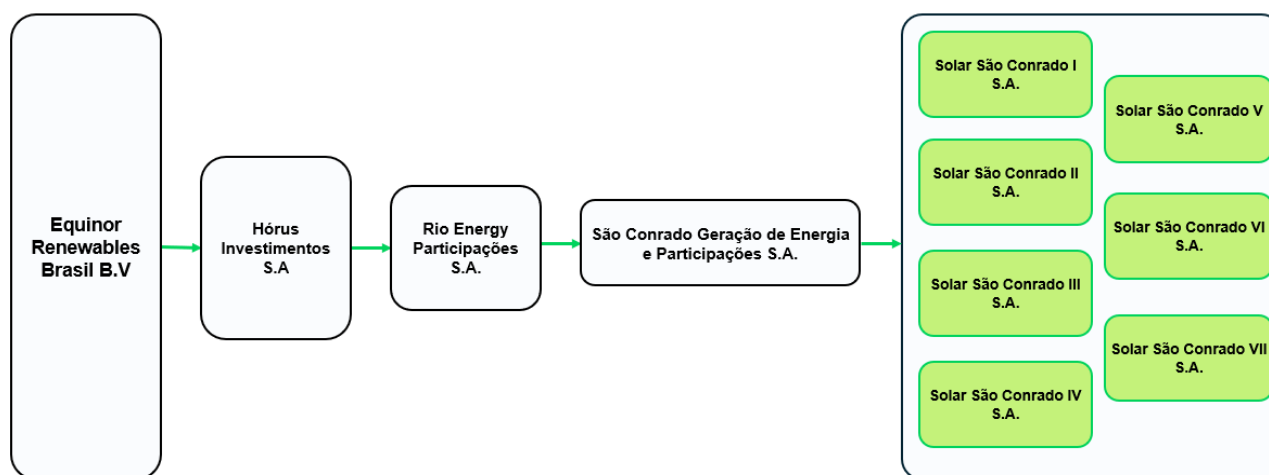 Equinor
Renewables
Brasil B.V
Hórus
Investimentos
S.A
Rio Energy
Participações
S.A.
São Conrado Geração de Energia
e Participações S.A.
Solar São Conrado I
S.A.
Solar São Conrado II
S.A.
Solar São Conrado III
S.A.
Solar São Conrado IV
S.A.
Solar São Conrado V
S.A.
Solar São Conrado VI
S.A.
Solar São Conrado VII
S.A.